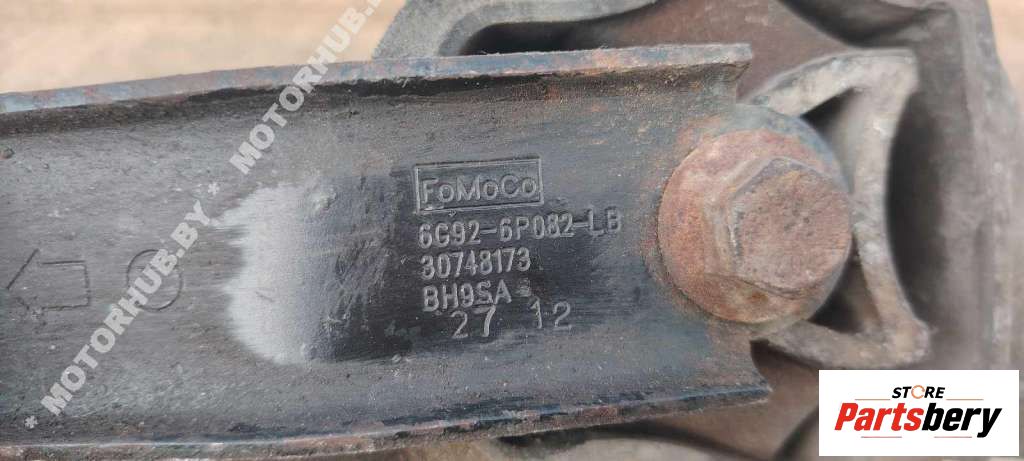 FoMoCo
6G92-6P082-LB
30748173
BH9SA
27 12
* MOTORHUB.BY * MOTORHUB.BY
STORE
Partsbery